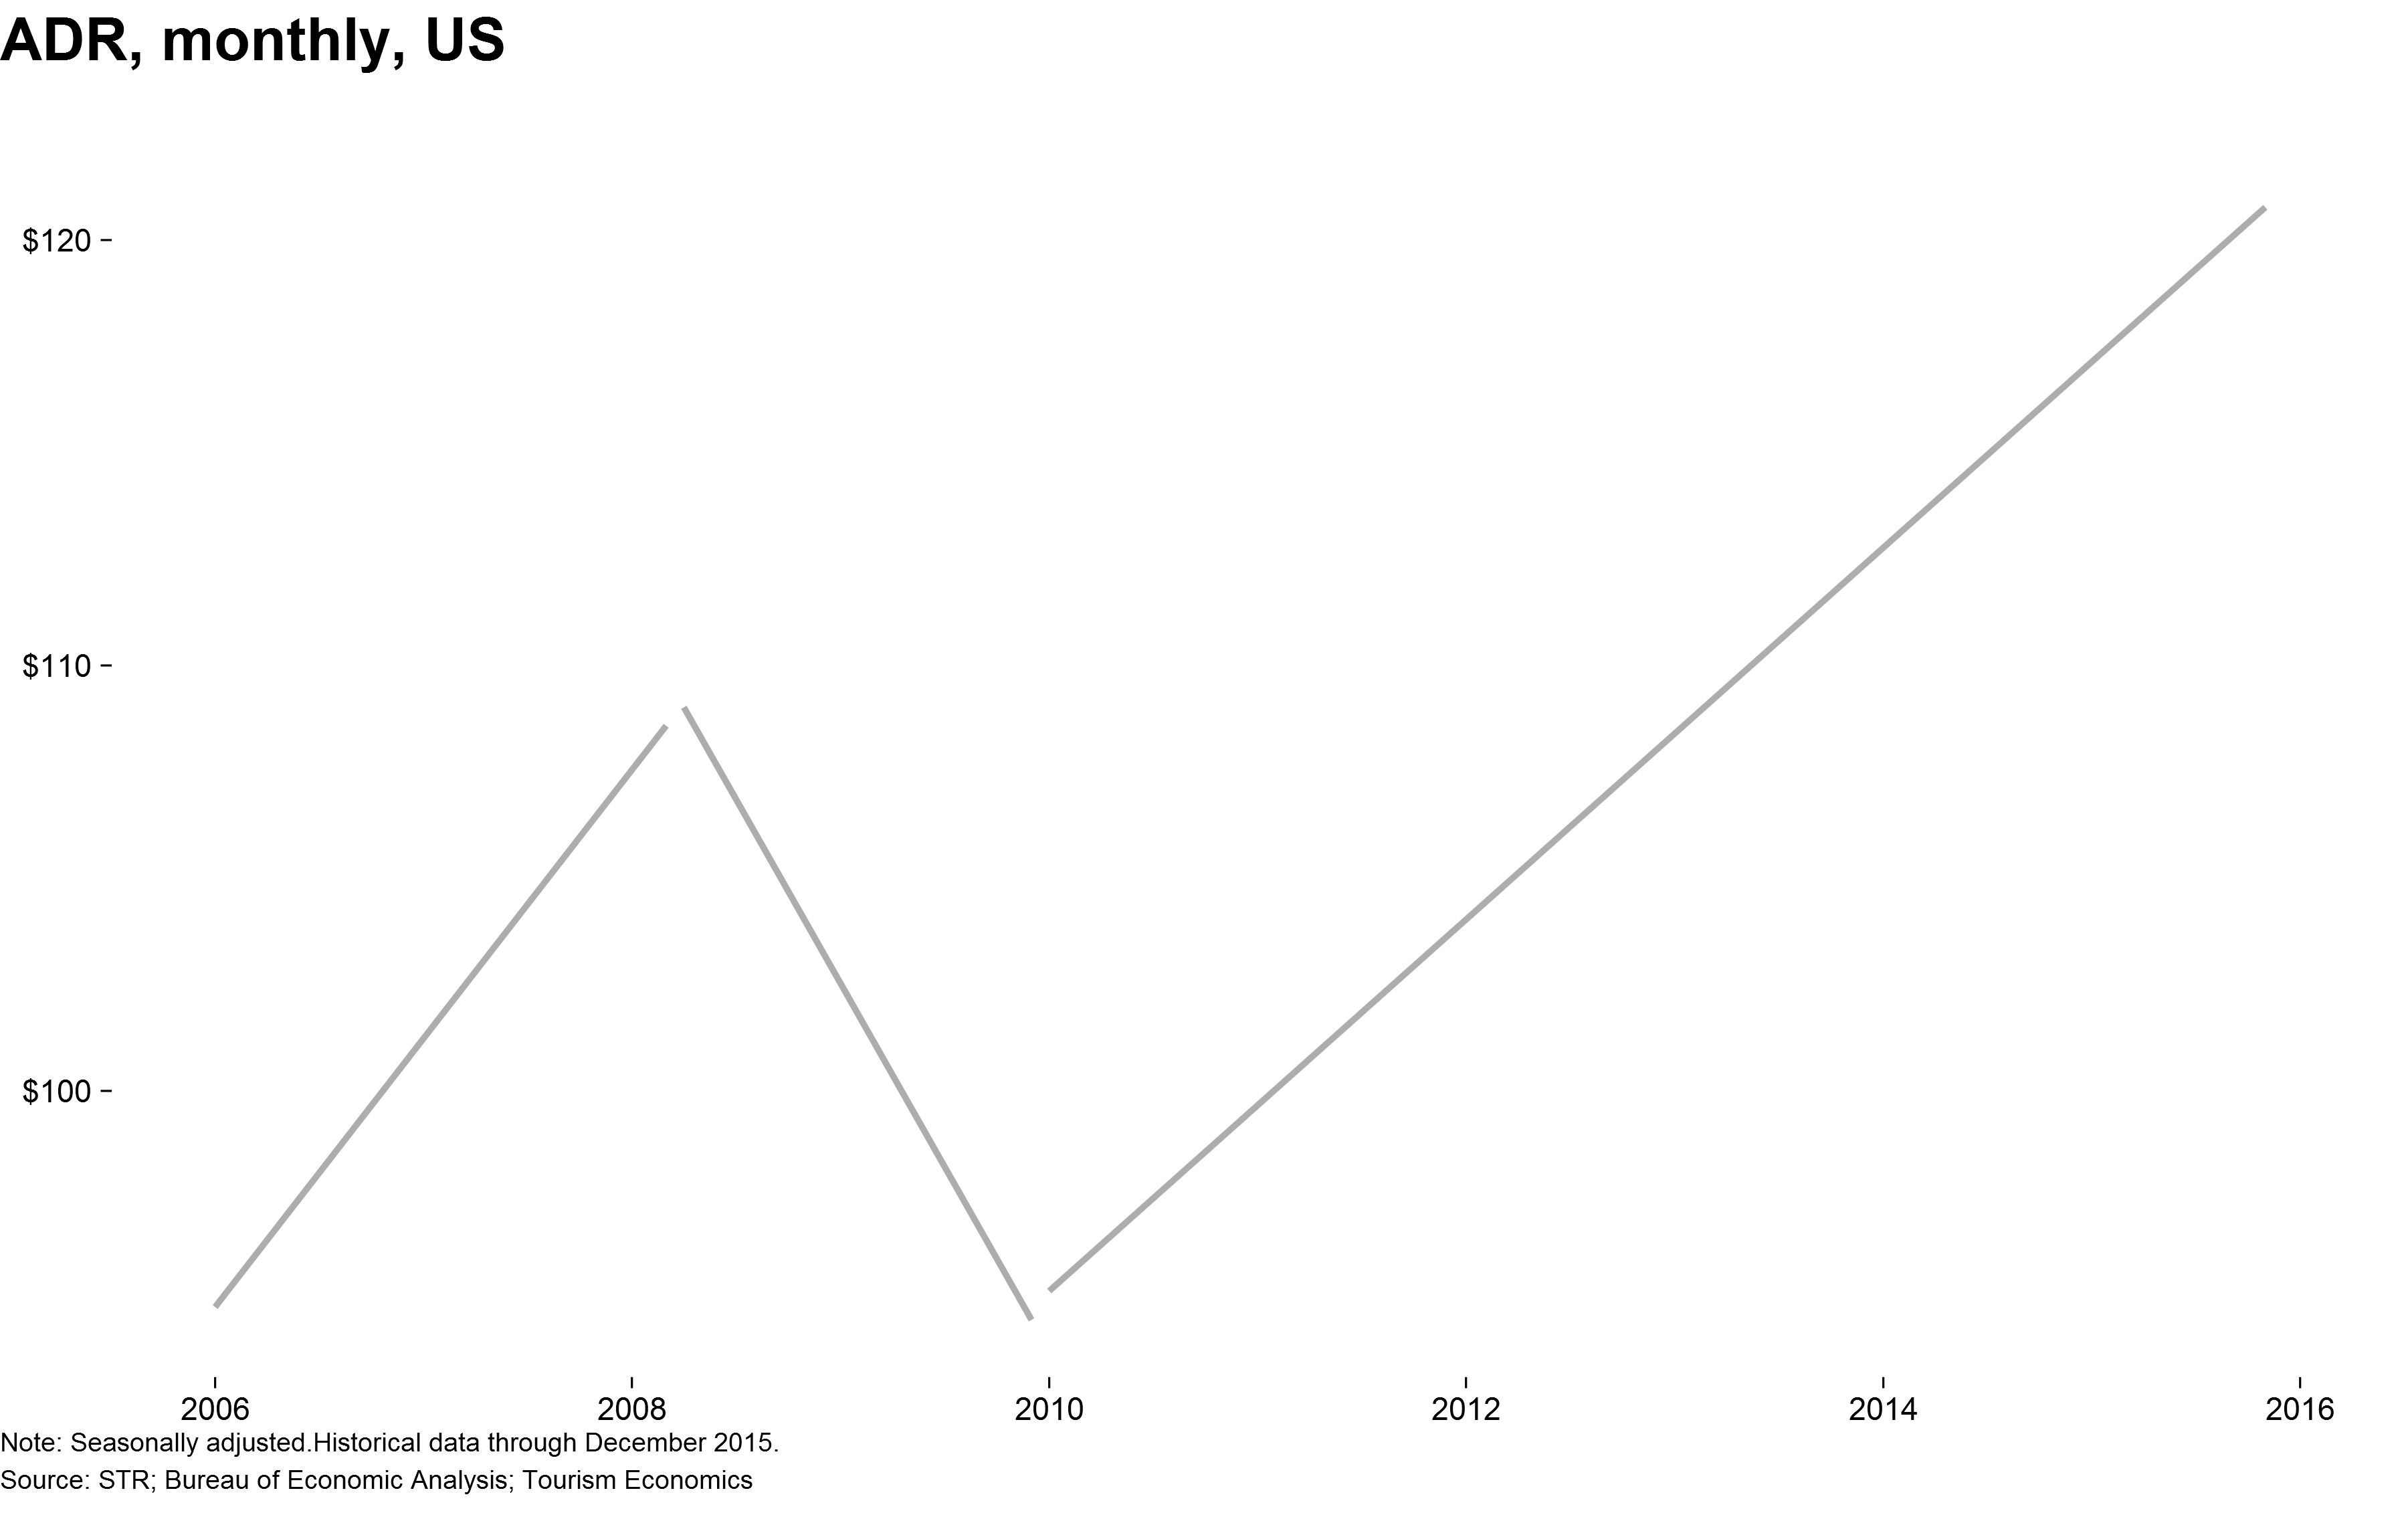 ADR, monthly, US
$120
$110
$100
2006 2008 2010 2012 2014 2016
Note: Seasonally adjusted.Historical data through December 2015.
Source: STR; Bureau of Economic Analysis; Tourism Economics